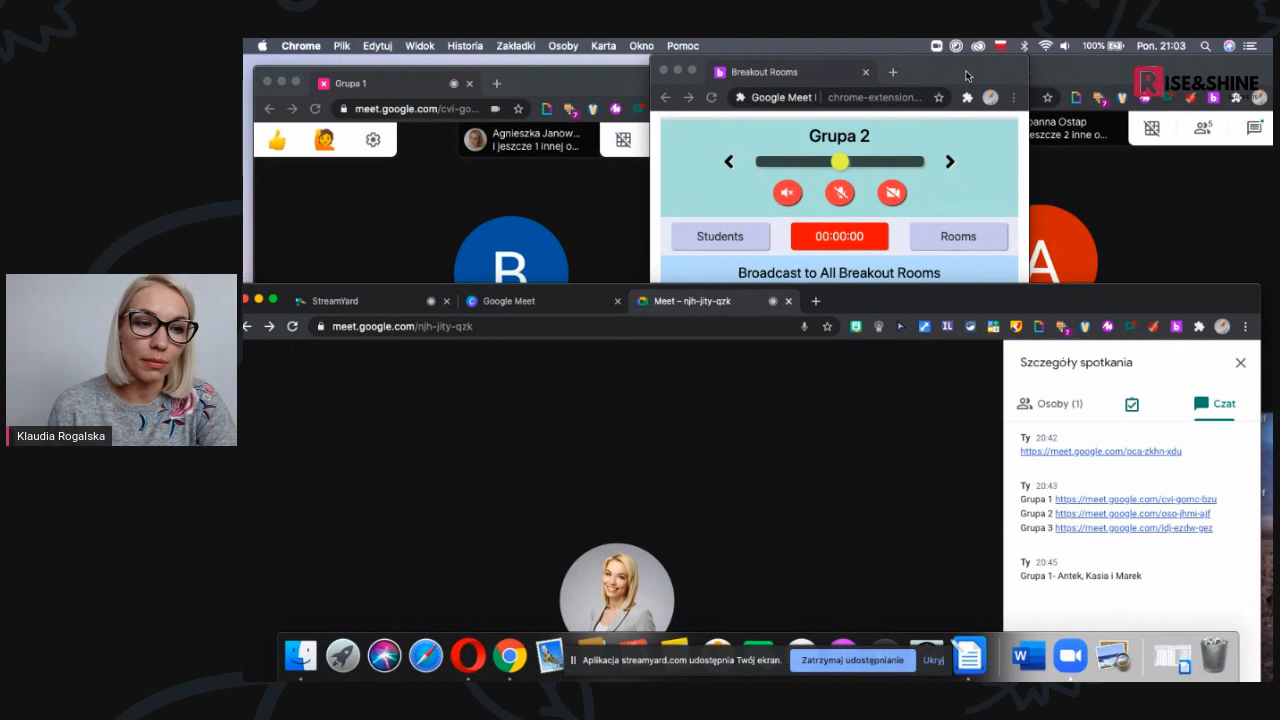 Chrome Plik Edytuj Widok Historia Zakładki Osoby Karta Okno Pomoc
100% Pon. 21:03
RISE&SHINE
Grupa 1
meet.google.com/cvi-go...
Agnieszka Janow...
i jeszcze 1 innej o...
B
Breakout Rooms
Google Meet | chrome-extension...
Grupa 2
Students
00:00:00
Rooms
Broadcast to All Breakout Rooms
oanna Ostap
eszcze 2 inne o...
5
A
StreamYard
Google Meet
Meet – njh-jity-qzk
meet.google.com/njh-jity-qzk
Szczegóły spotkania
Osoby (1)
Czat
Ty 20:42
https://meet.google.com/pca-zkhn-xdu
Ty 20:43
Grupa 1 https://meet.google.com/cvi-gomc-bzu
Grupa 2 https://meet.google.com/oso-jhmi-ajf
Grupa 3 https://meet.google.com/idj-ezdw-gez
Ty 20:45
Grupa 1- Antek, Kasia i Marek
Klaudia Rogalska
Aplikacja streamyard.com udostępnia Twój ekran.
Zatrzymaj udostępnianie
Ukryj
W